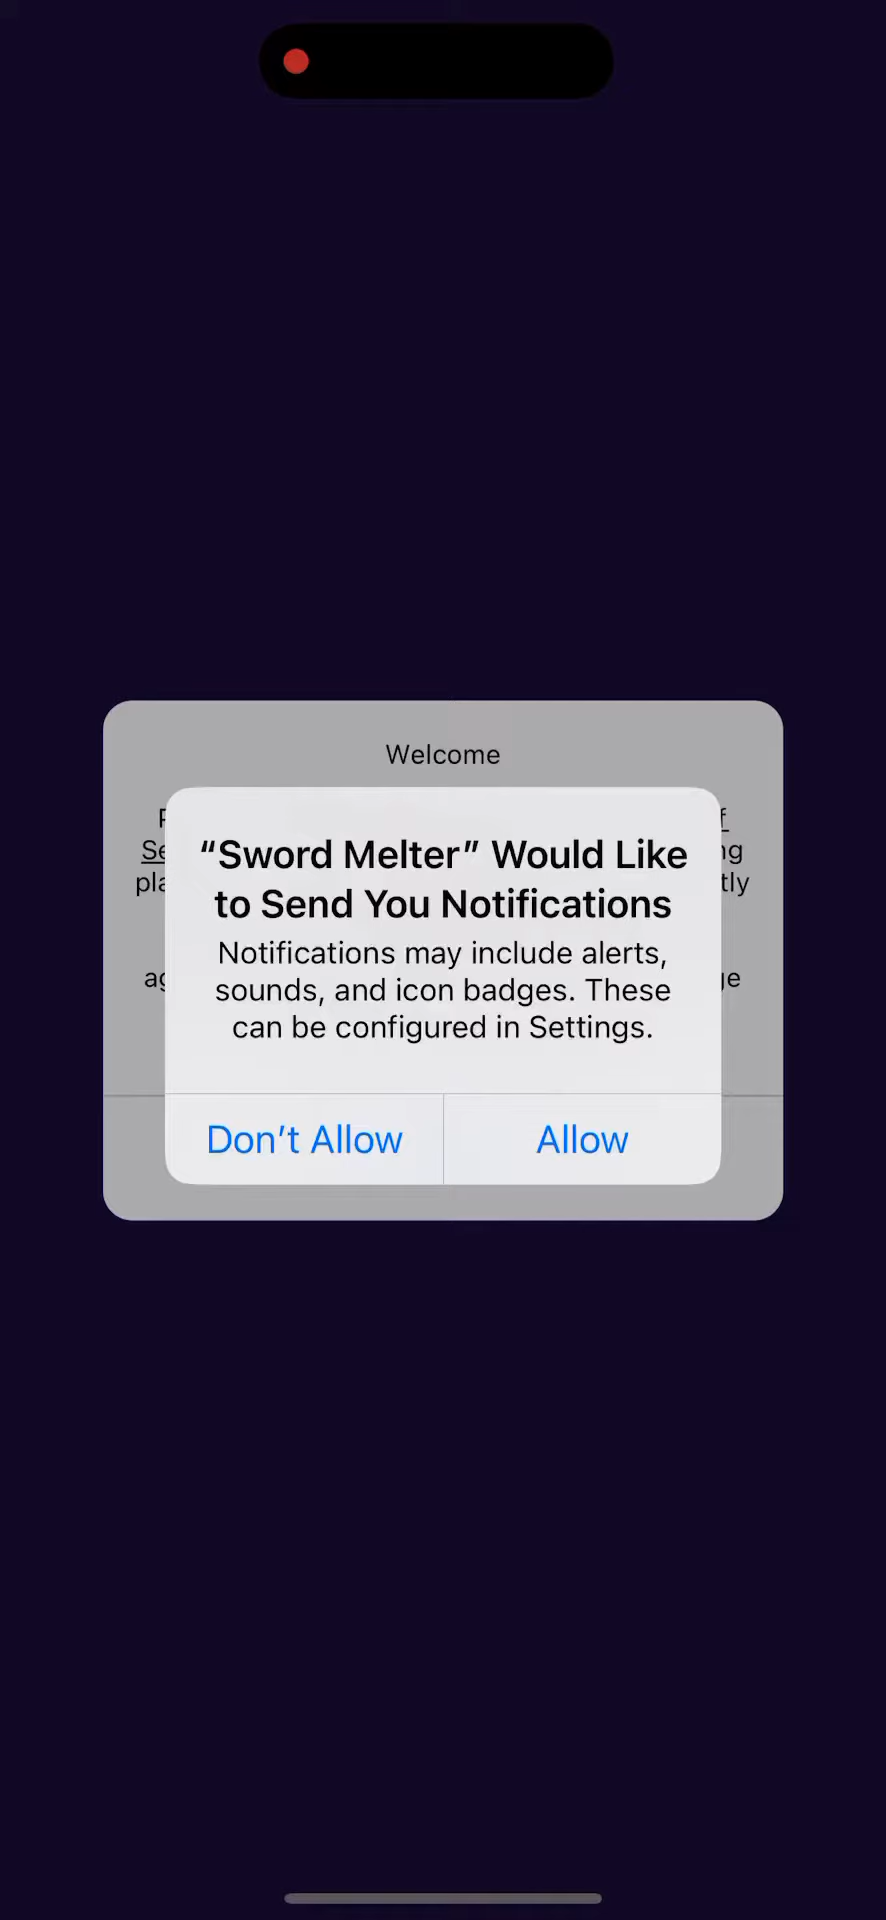 Welcome
“Sword Melter” Would Like
to Send You Notifications
Notifications may include alerts,
sounds, and icon badges. These
can be configured in Settings.
Don’t Allow
Allow